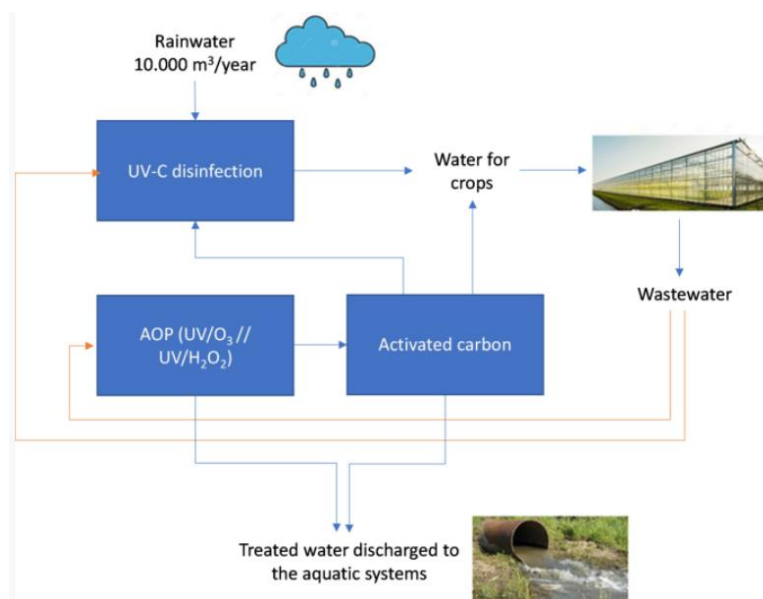 Rainwater
10.000 m³/year
UV-C disinfection
Water for
crops
Wastewater
AOP (UV/O₃ //
UV/H₂O₂)
Activated carbon
Treated water discharged to
the aquatic systems